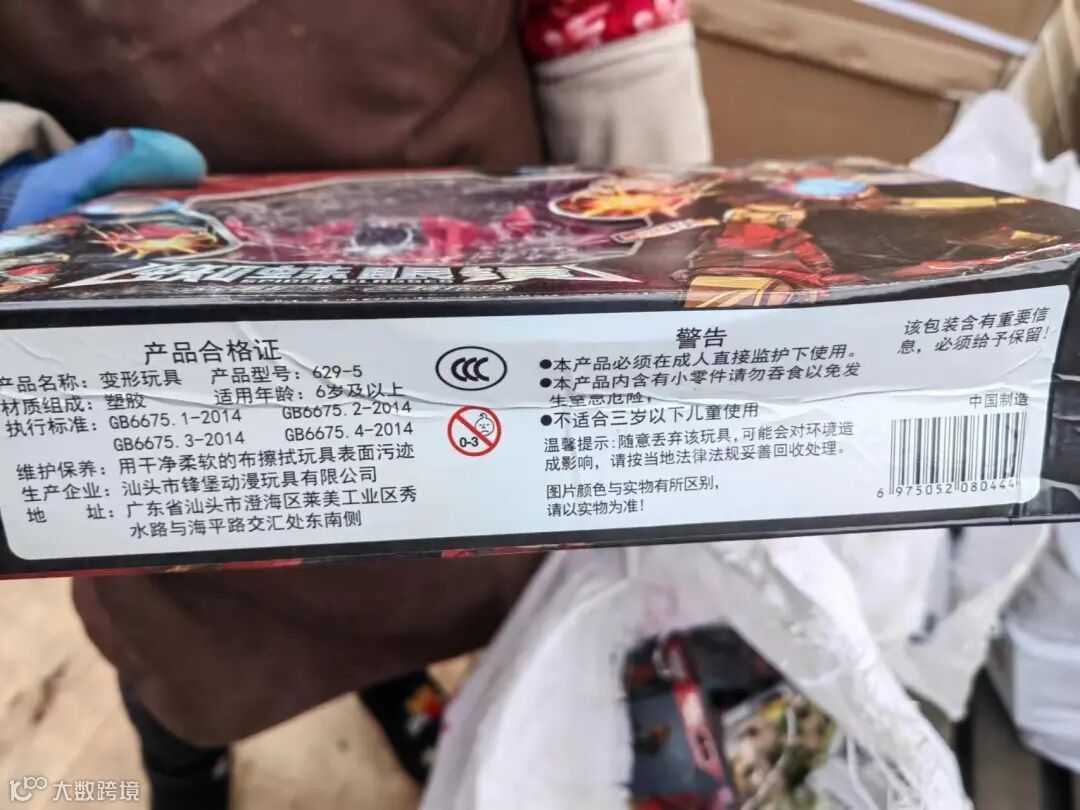 产品合格证
产品名称: 变形玩具 产品型号: 629-5
材质组成: 塑胶 适用年龄: 6岁及以上
执行标准: GB6675.1-2014 GB6675.2-2014
GB6675.3-2014 GB6675.4-2014
维护保养: 用干净柔软的布擦拭玩具表面污迹
生产企业: 汕头市锋堡动漫玩具有限公司
地 址: 广东省汕头市澄海区莱美工业区秀
水路与海平路交汇处东南侧
CCC
0-3
警告
●本产品必须在成人直接监护下使用。
●本产品内含有小零件请勿吞食以免发
生窒息危险,
●不适合三岁以下儿童使用
温馨提示: 随意丢弃该玩具,可能会对环境造
成影响, 请按当地法律法规妥善回收处理。
图片颜色与实物有所区别,
请以实物为准!
该包装含有重要信
息, 必须给予保留!
中国制造
6 975052 080444
大数跨境